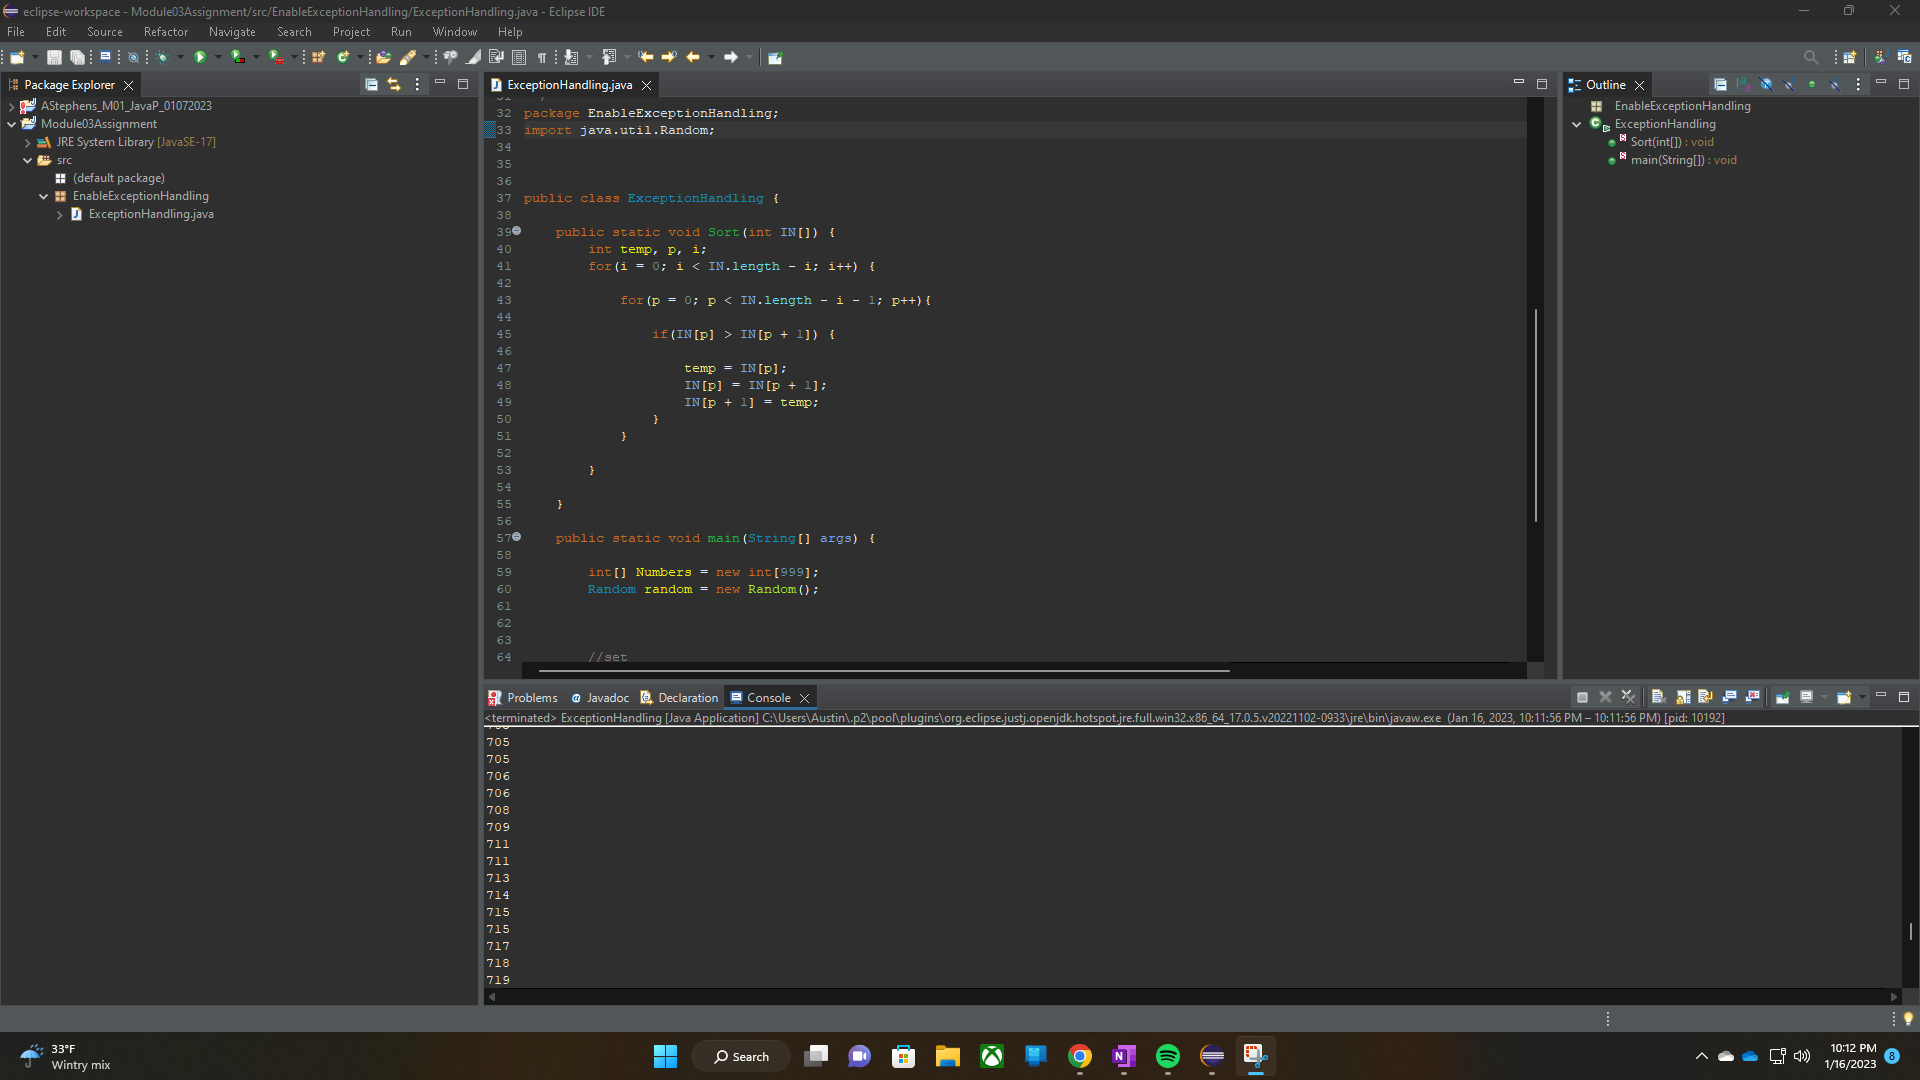 eclipse-workspace - Module03Assignment/src/EnableExceptionHandling/ExceptionHandling.java - Eclipse IDE
File Edit Source Refactor Navigate Search Project Run Window Help
Package Explorer
AStephens_M01_JavaP_01072023
Module03Assignment
JRE System Library [JavaSE-17]
src
(default package)
EnableExceptionHandling
ExceptionHandling.java
ExceptionHandling.java
32 package EnableExceptionHandling;
33 import java.util.Random;
34
35
36
37 public class ExceptionHandling {
38
39 public static void Sort(int IN[]) {
40 int temp, p, i;
41 for(i = 0; i < IN.length - i; i++) {
42
43 for(p = 0; p < IN.length - i - 1; p++){
44
45 if(IN[p] > IN[p + 1]) {
46
47 temp = IN[p];
48 IN[p] = IN[p + 1];
49 IN[p + 1] = temp;
50 }
51 }
52
53 }
54
55 }
56
57 public static void main(String[] args) {
58
59 int[] Numbers = new int[999];
60 Random random = new Random();
61
62
63
64 //set
Outline
EnableExceptionHandling
ExceptionHandling
Sort(int[]) : void
main(String[]) : void
Problems Javadoc Declaration Console
<terminated> ExceptionHandling [Java Application] C:\Users\Austin\.p2\pool\plugins\org.eclipse.justj.openjdk.hotspot.jre.full.win32.x86_64_17.0.5.v20221102-0933\jre\bin\javaw.exe (Jan 16, 2023, 10:11:56 PM – 10:11:56 PM) [pid: 10192]
705
705
706
706
708
709
711
711
713
714
715
715
717
718
719
33°F
Wintry mix
Search
10:12 PM
1/16/2023
8